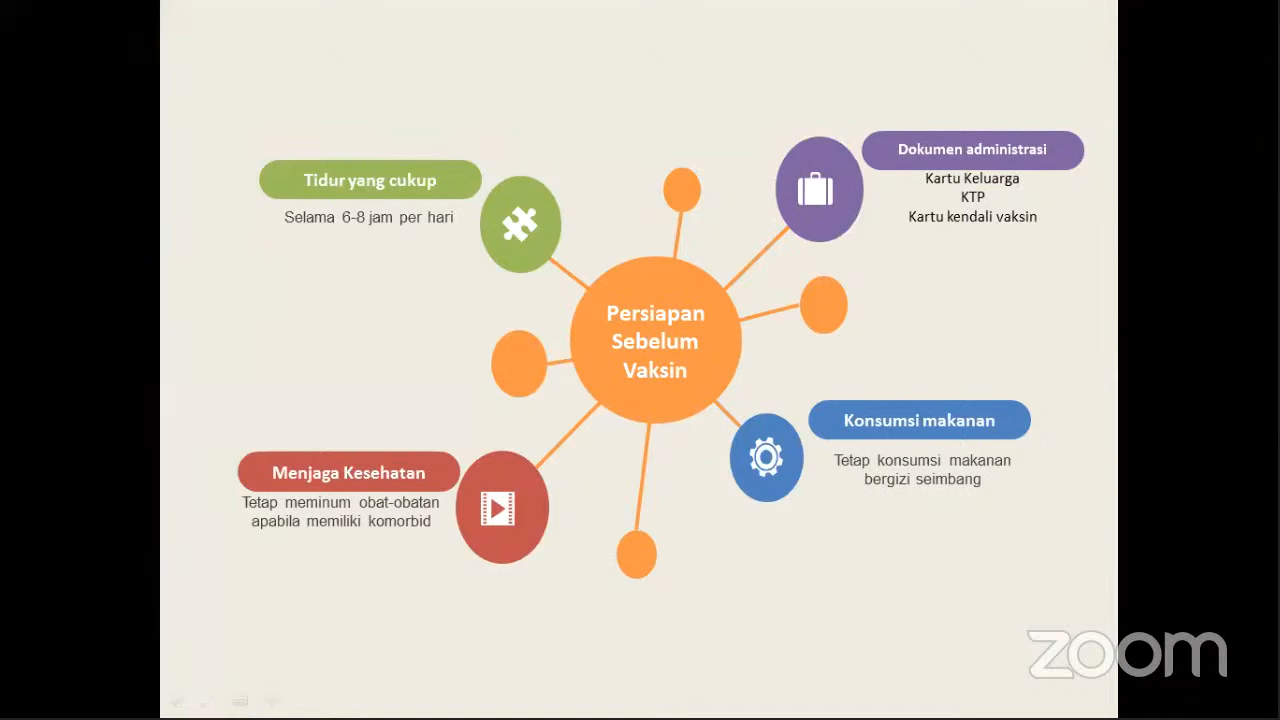 Persiapan
Sebelum
Vaksin
Tidur yang cukup
Selama 6-8 jam per hari
Dokumen administrasi
Kartu Keluarga
KTP
Kartu kendali vaksin
Menjaga Kesehatan
Tetap meminum obat-obatan
apabila memiliki komorbid
Konsumsi makanan
Tetap konsumsi makanan
bergizi seimbang
zoom